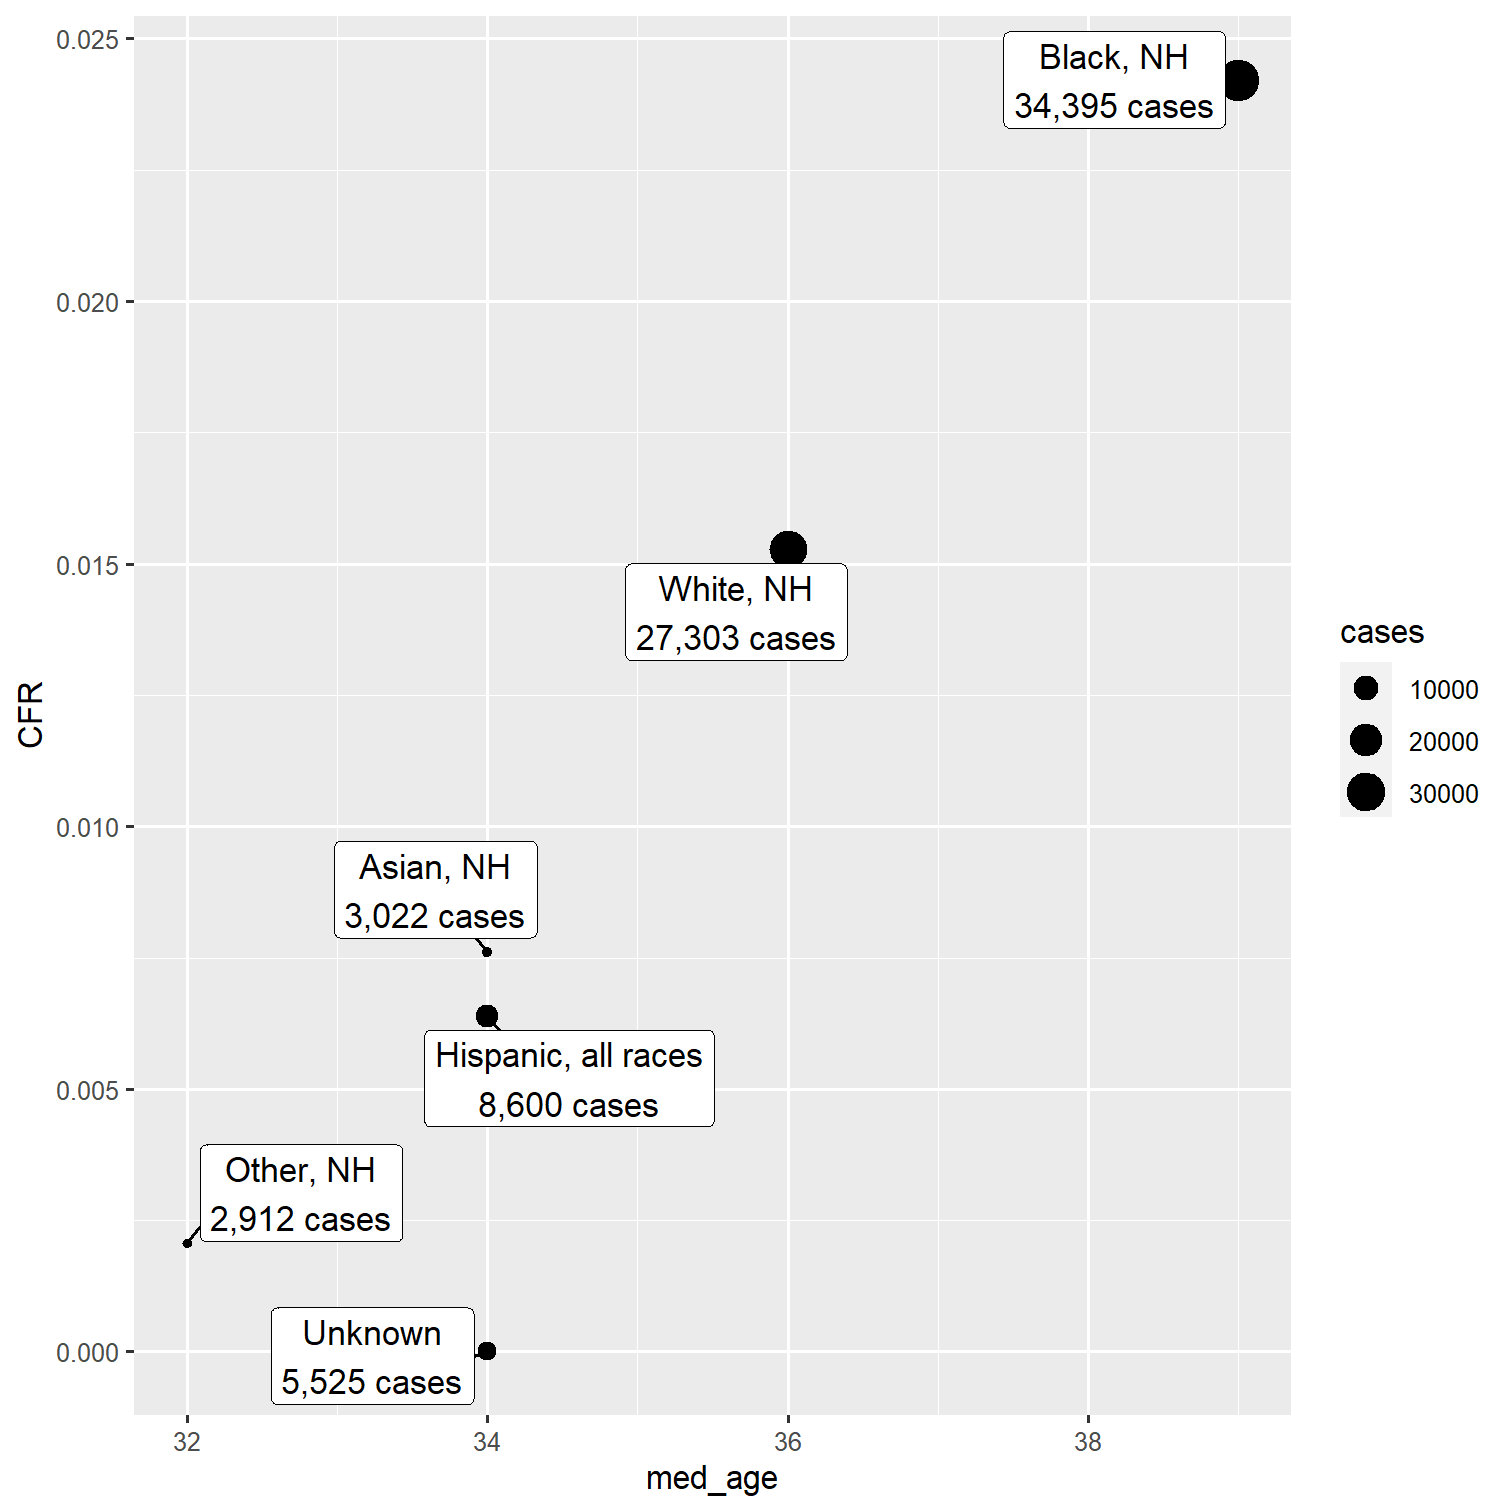 0.025
0.020
0.015
0.010
0.005
0.000
CFR
Black, NH
34,395 cases
White, NH
27,303 cases
Asian, NH
3,022 cases
Hispanic, all races
8,600 cases
Other, NH
2,912 cases
Unknown
5,525 cases
32
34
36
38
med_age
cases
10000
20000
30000